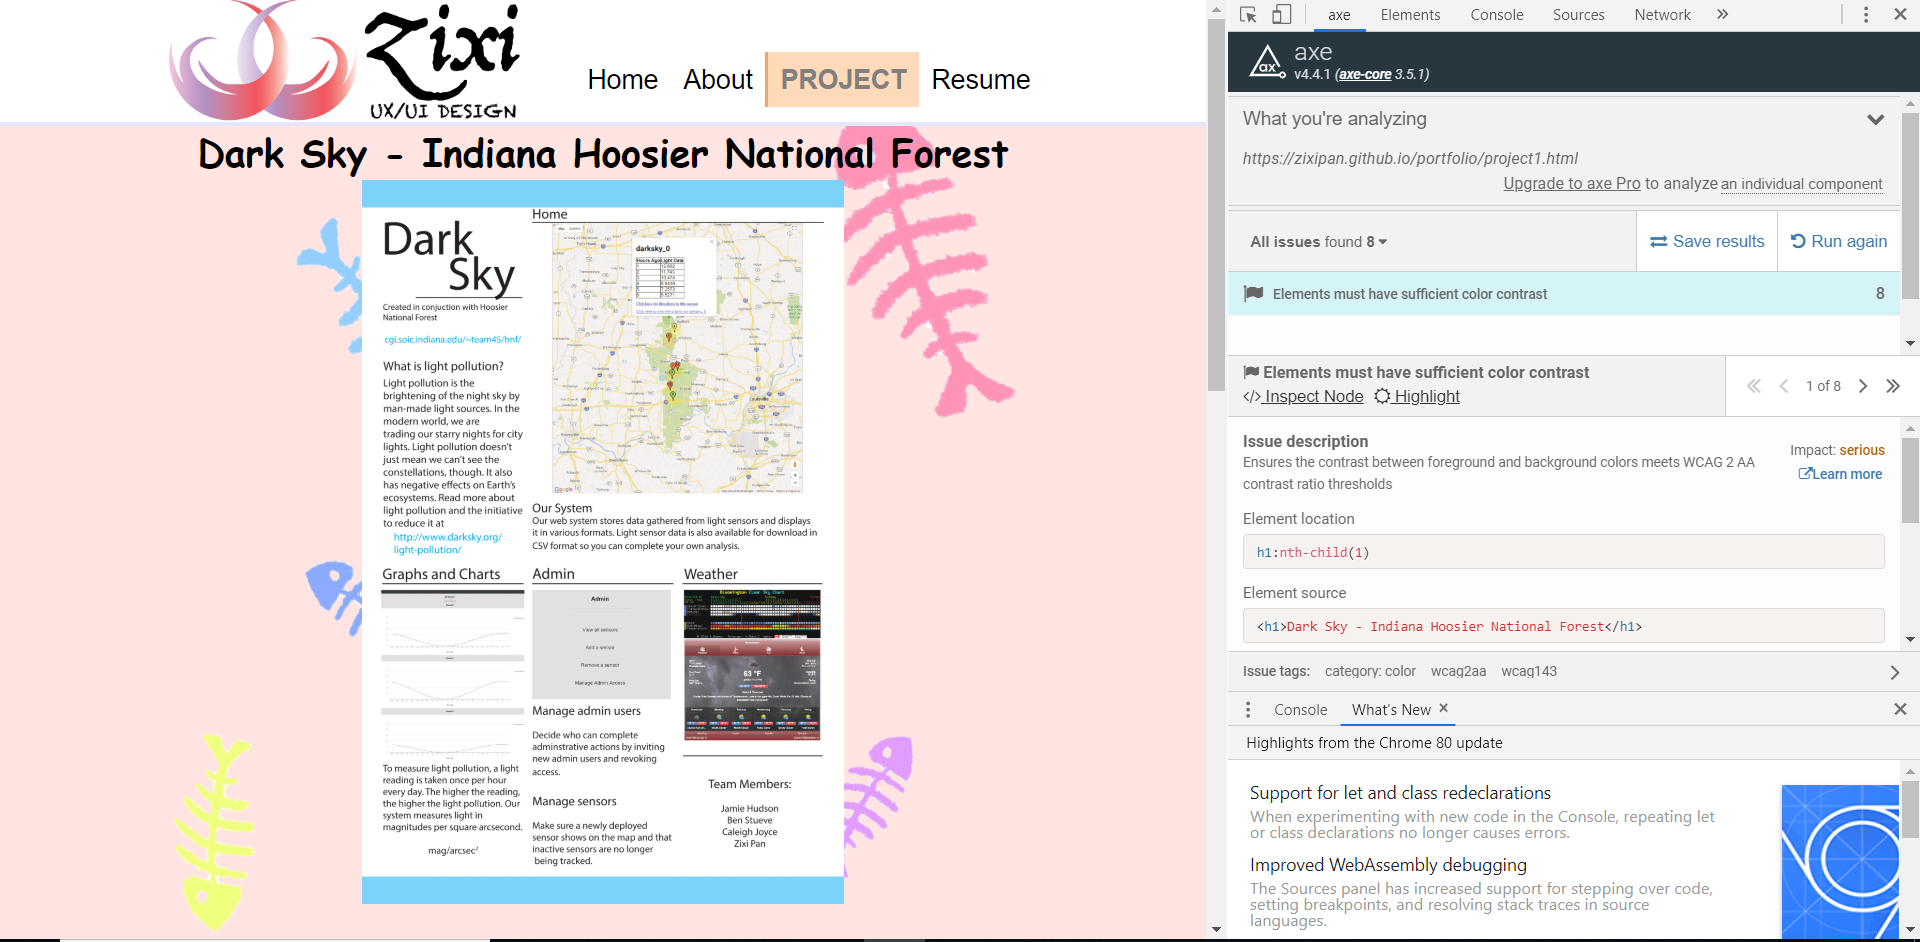 Zixi
UX/UI DESIGN
Home
About
PROJECT
Resume
Dark Sky - Indiana Hoosier National Forest
Dark
Sky
Created in conjunction with Hoosier
National Forest
cgi.soic.indiana.edu/~team45/hnf/
What is light pollution?
Light pollution is the
brightening of the night sky by
man-made light sources. In the
modern world, we are
trading our starry nights for city
lights. Light pollution doesn't
just mean we can't see the
constellations, though. It also
has negative effects on Earth's
ecosystems. Read more about
light pollution and the initiative
to reduce it at
http://www.darksky.org/
light-pollution/
Home
darksky_0
Hours Ago Light Data
Google
Our System
Our web system stores data gathered from light sensors and displays
it in various formats. Light sensor data is also available for download in
CSV format so you can complete your own analysis.
Graphs and Charts
To measure light pollution, a light
reading is taken once per hour
every day. The higher the reading,
the higher the light pollution. Our
system measures light in
magnitudes per square arcsecond.
mag/arcsec²
Admin
Admin
View all sensors
Add a sensor
Remove a sensor
Manage Admin Access
Manage admin users
Decide who can complete
adminstrative actions by inviting
new admin users and revoking
access.
Manage sensors
Make sure a newly deployed
sensor shows on the map and that
inactive sensors are no longer
being tracked.
Weather
Bloomington Clear Sky Chart
63 °F
Team Members:
Jamie Hudson
Ben Stueve
Caleigh Joyce
Zixi Pan
axe
Elements
Console
Sources
Network
axe
v4.4.1 (axe-core 3.5.1)
What you're analyzing
https://zixipan.github.io/portfolio/project1.html
Upgrade to axe Pro to analyze an individual component
All issues found 8
Save results
Run again
Elements must have sufficient color contrast
8
Elements must have sufficient color contrast
</> Inspect Node
Highlight
1 of 8
Issue description
Ensures the contrast between foreground and background colors meets WCAG 2 AA
contrast ratio thresholds
Impact: serious
Learn more
Element location
h1:nth-child(1)
Element source
<h1>Dark Sky - Indiana Hoosier National Forest</h1>
Issue tags: category: color wcag2aa wcag143
Console
What's New
Highlights from the Chrome 80 update
Support for let and class redeclarations
When experimenting with new code in the Console, repeating let
or class declarations no longer causes errors.
Improved WebAssembly debugging
The Sources panel has increased support for stepping over code,
setting breakpoints, and resolving stack traces in source
languages.